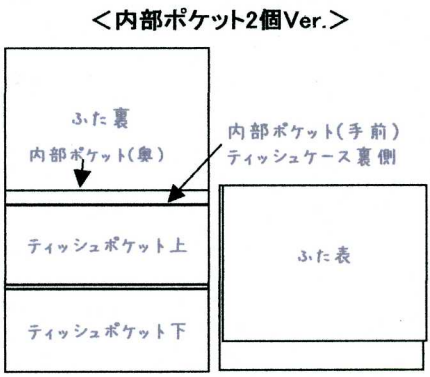 ＜内部ポケット2個Ver.＞
ふた裏
内部ポケット(奥)
内部ポケット(手前)
ティッシュケース裏側
ティッシュポケット上
ふた表
ティッシュポケット下